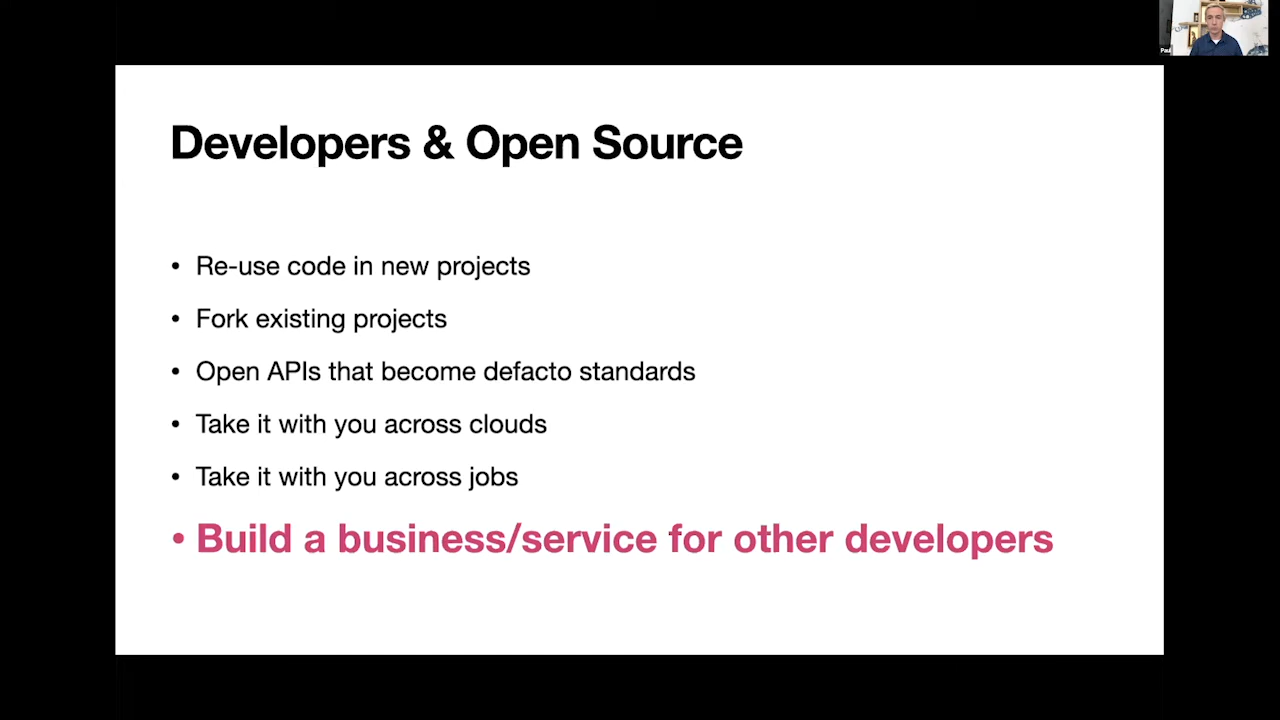 Paul
Developers & Open Source
• Re-use code in new projects
• Fork existing projects
• Open APIs that become defacto standards
• Take it with you across clouds
• Take it with you across jobs
• Build a business/service for other developers